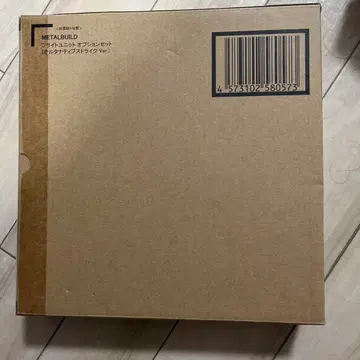 METALBUILD
フライトユニット オプションセット
(オルタナティブストライク Ver.)
4 573102 580573